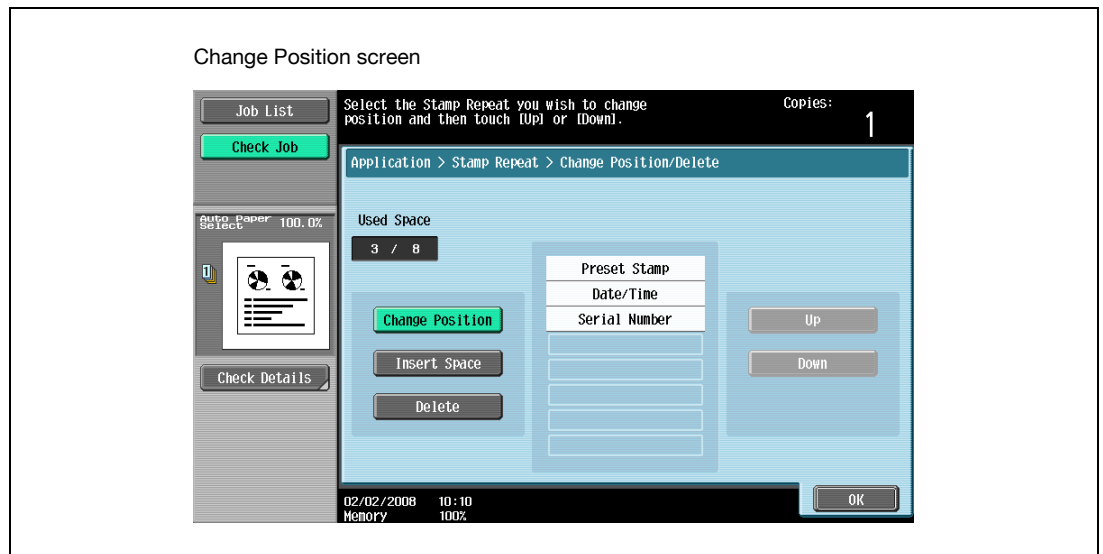 Change Position screen
Job List
Check Job
Select the Stamp Repeat you wish to change
position and then touch [Up] or [Down].
Copies:
1
Application > Stamp Repeat > Change Position/Delete
Auto Paper
Select 100.0%
1
Used Space
3 / 8
Preset Stamp
Date/Time
Serial Number
Change Position
Insert Space
Delete
Up
Down
Check Details
02/02/2008 10:10
Memory 100%
OK